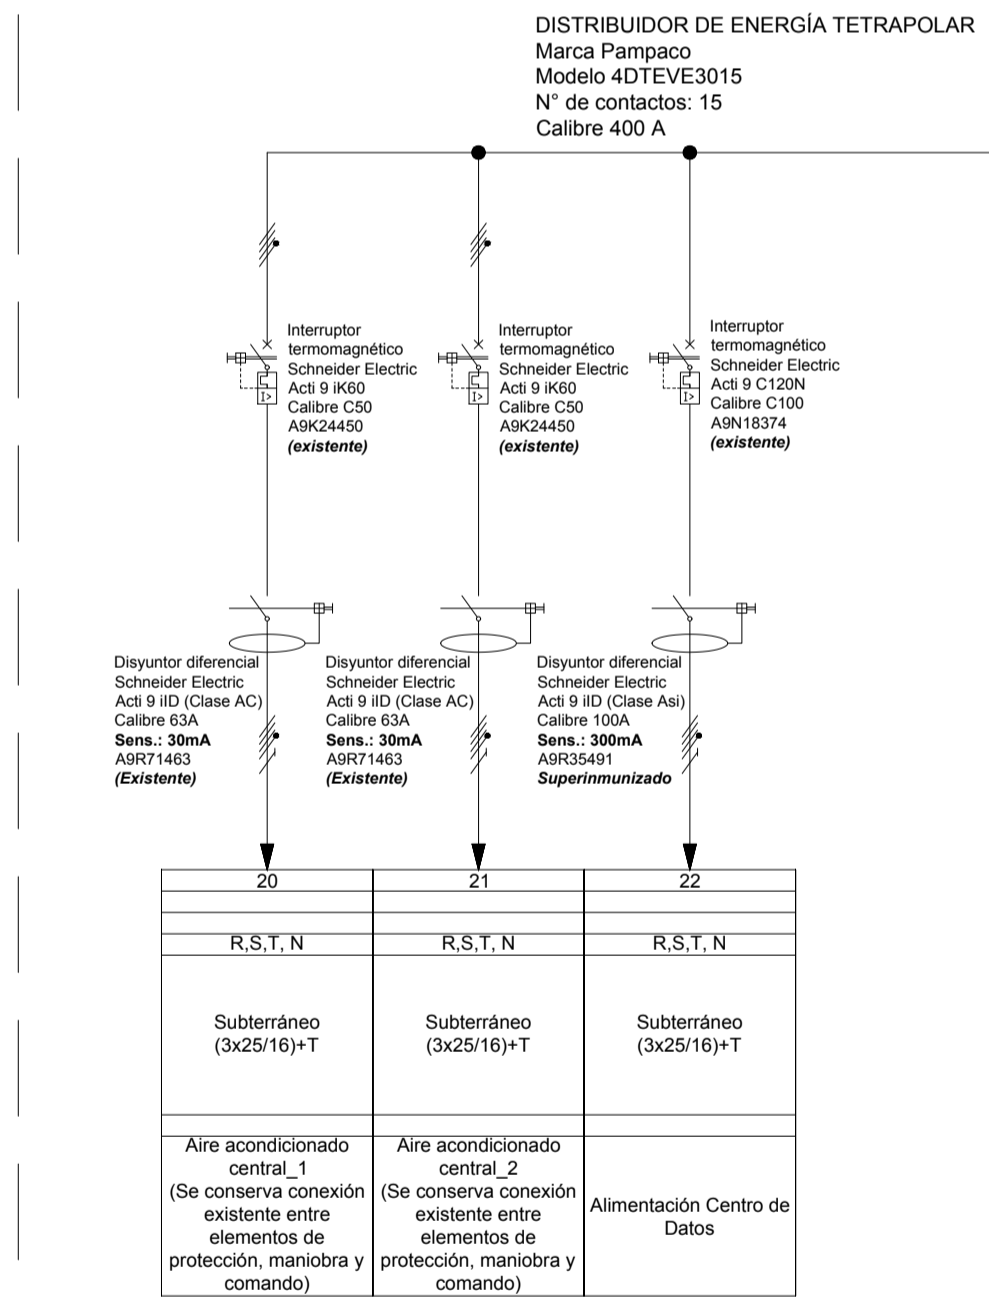 DISTRIBUIDOR DE ENERGÍA TETRAPOLAR
Marca Pampaco
Modelo 4DTEVE3015
N° de contactos: 15
Calibre 400 A
Interruptor
termomagnético
Schneider Electric
Acti 9 iK60
Calibre C50
A9K24450
(existente)
I>
Interruptor
termomagnético
Schneider Electric
Acti 9 iK60
Calibre C50
A9K24450
(existente)
I>
Interruptor
termomagnético
Schneider Electric
Acti 9 C120N
Calibre C100
A9N18374
(existente)
I>
Disyuntor diferencial
Schneider Electric
Acti 9 iID (Clase AC)
Calibre 63A
Sens.: 30mA
A9R71463
(Existente)
Disyuntor diferencial
Schneider Electric
Acti 9 iID (Clase AC)
Calibre 63A
Sens.: 30mA
A9R71463
(Existente)
Disyuntor diferencial
Schneider Electric
Acti 9 iID (Clase Asi)
Calibre 100A
Sens.: 300mA
A9R35491
Superinmunizado
20
21
22
R,S,T, N
R,S,T, N
R,S,T, N
Subterráneo
(3x25/16)+T
Subterráneo
(3x25/16)+T
Subterráneo
(3x25/16)+T
Aire acondicionado
central_1
(Se conserva conexión
existente entre
elementos de
protección, maniobra y
comando)
Aire acondicionado
central_2
(Se conserva conexión
existente entre
elementos de
protección, maniobra y
comando)
Alimentación Centro de
Datos